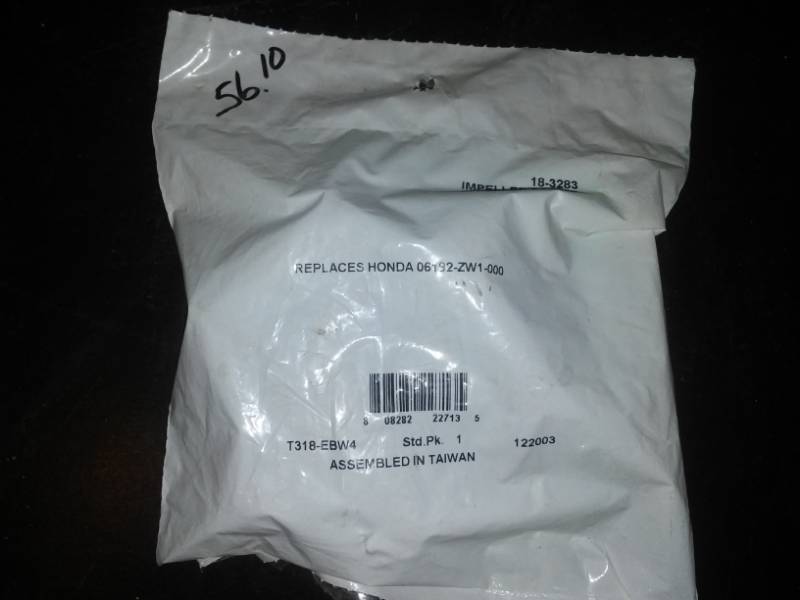 56.10
18-3283
REPLACES HONDA 06192-ZW1-000
8 08282 22713 5
T318-EBW4 Std.Pk. 1 122003
ASSEMBLED IN TAIWAN